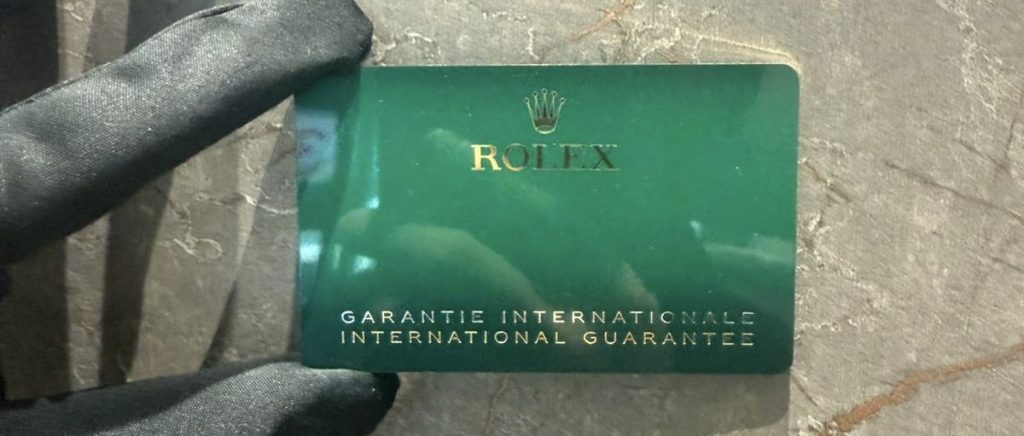 ROLEX
GARANTIE INTERNATIONALE
INTERNATIONAL GUARANTEE